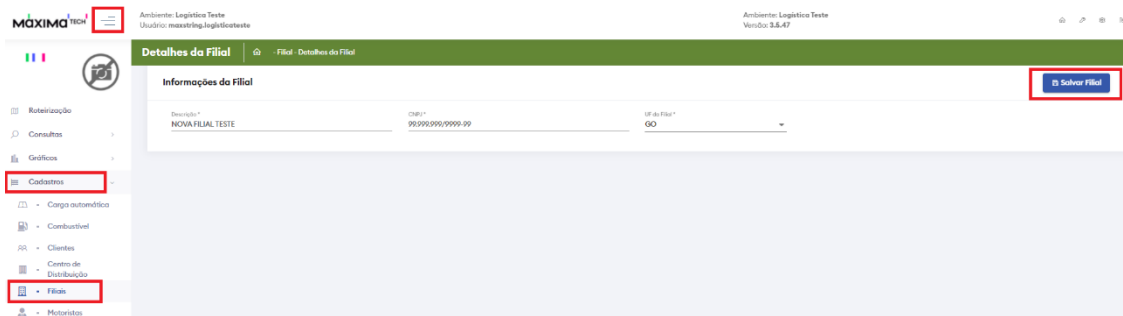 MÁXIMA TECH
Ambiente: Logística Teste
Usuário: maxstring.logisticateste
Ambiente: Logística Teste
Versão: 3.5.47
Detalhes da Filial
- Filial - Detalhes da Filial
Informações da Filial
Salvar Filial
Descrição *
CNPJ *
UF da Filial *
NOVA FILIAL TESTE
99.999.999/9999-99
GO
Roteirização
Consultas
Gráficos
Cadastros
Carga automática
Combustível
Clientes
Centro de
Distribuição
Filiais
Motoristas